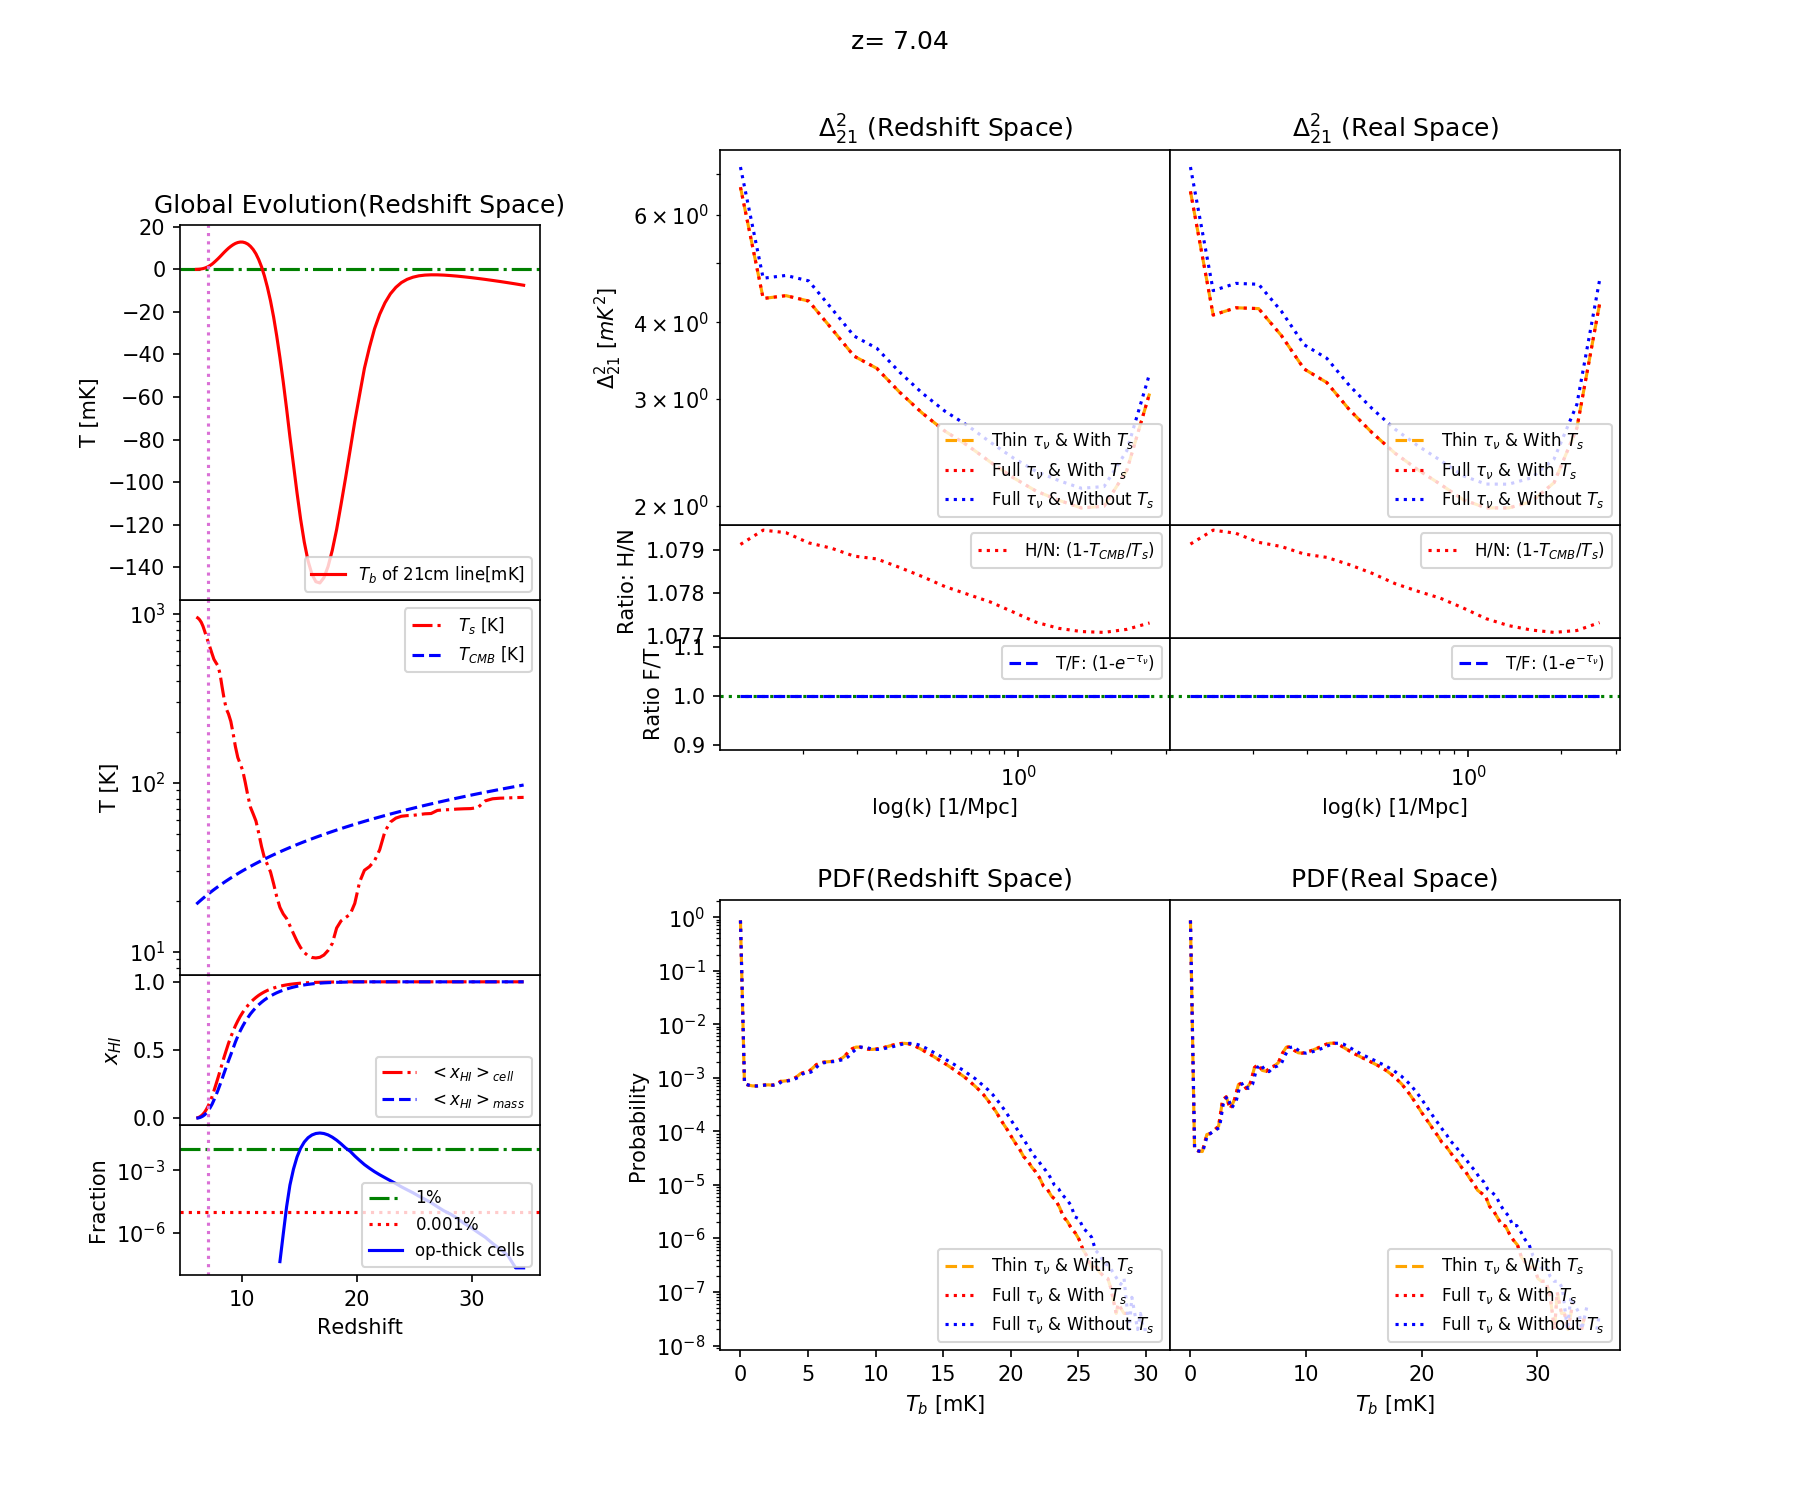 z= 7.04
Global Evolution(Redshift Space)
20
0
−20
−40
−60
−80
−100
−120
−140
T [mK]
T_b of 21cm line[mK]
10^3
10^2
10^1
T [K]
T_s [K]
T_CMB [K]
1.0
0.5
0.0
x_HI
< x_HI >_cell
< x_HI >_mass
10^−3
10^−6
Fraction
1%
0.001%
op-thick cells
10 20 30
Redshift
Δ²₂₁ (Redshift Space)
Δ²₂₁ (Real Space)
6 × 10^0
4 × 10^0
3 × 10^0
2 × 10^0
Δ²₂₁ [mK²]
Thin τ_ν & With T_s
Full τ_ν & With T_s
Full τ_ν & Without T_s
Thin τ_ν & With T_s
Full τ_ν & With T_s
Full τ_ν & Without T_s
1.079
1.078
1.077
Ratio: H/N
H/N: (1-T_CMB/T_s)
H/N: (1-T_CMB/T_s)
1.1
1.0
0.9
Ratio F/T
T/F: (1-e^−τ_ν)
T/F: (1-e^−τ_ν)
10^0
10^0
log(k) [1/Mpc]
log(k) [1/Mpc]
PDF(Redshift Space)
PDF(Real Space)
10^0
10^−1
10^−2
10^−3
10^−4
10^−5
10^−6
10^−7
10^−8
Probability
Thin τ_ν & With T_s
Full τ_ν & With T_s
Full τ_ν & Without T_s
Thin τ_ν & With T_s
Full τ_ν & With T_s
Full τ_ν & Without T_s
0 5 10 15 20 25 30
0 10 20 30
T_b [mK]
T_b [mK]